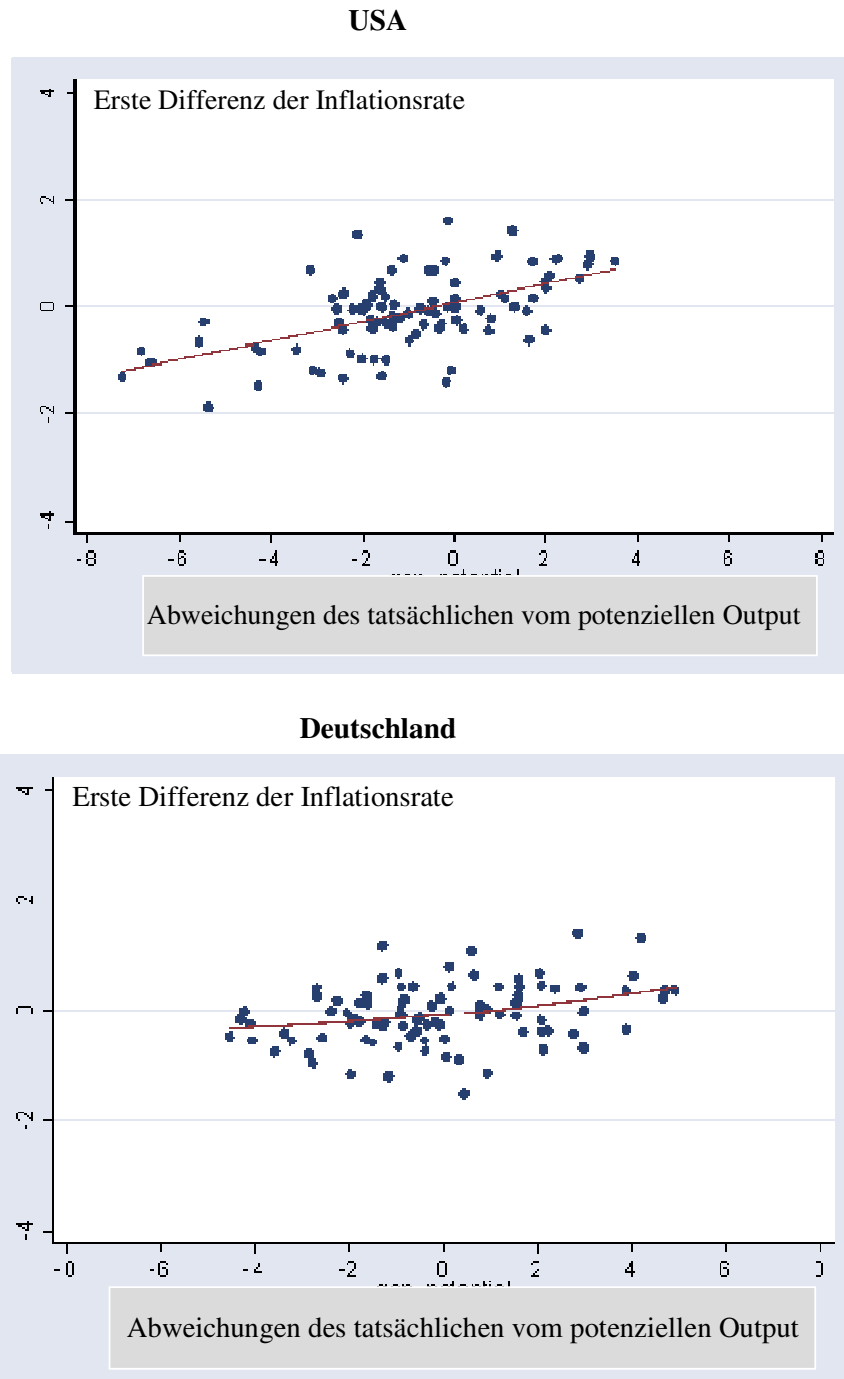 USA
Erste Differenz der Inflationsrate
4
2
0
-2
-4
-8 -6 -4 -2 0 2 4 6 8
Abweichungen des tatsächlichen vom potenziellen Output
Deutschland
Erste Differenz der Inflationsrate
4
2
0
-2
-4
-6 -4 -2 0 2 4 6
Abweichungen des tatsächlichen vom potenziellen Output